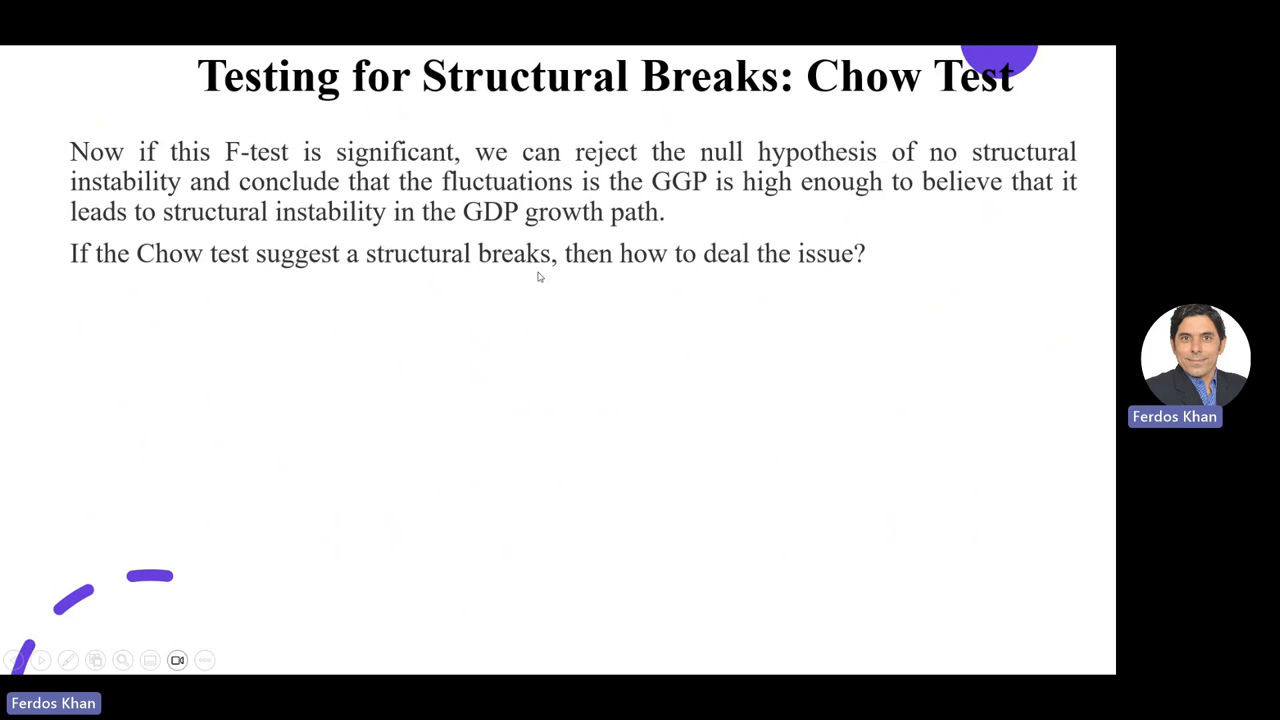 Testing for Structural Breaks: Chow Test
Now if this F-test is significant, we can reject the null hypothesis of no structural
instability and conclude that the fluctuations is the GGP is high enough to believe that it
leads to structural instability in the GDP growth path.
If the Chow test suggest a structural breaks, then how to deal the issue?
Ferdos Khan
Ferdos Khan